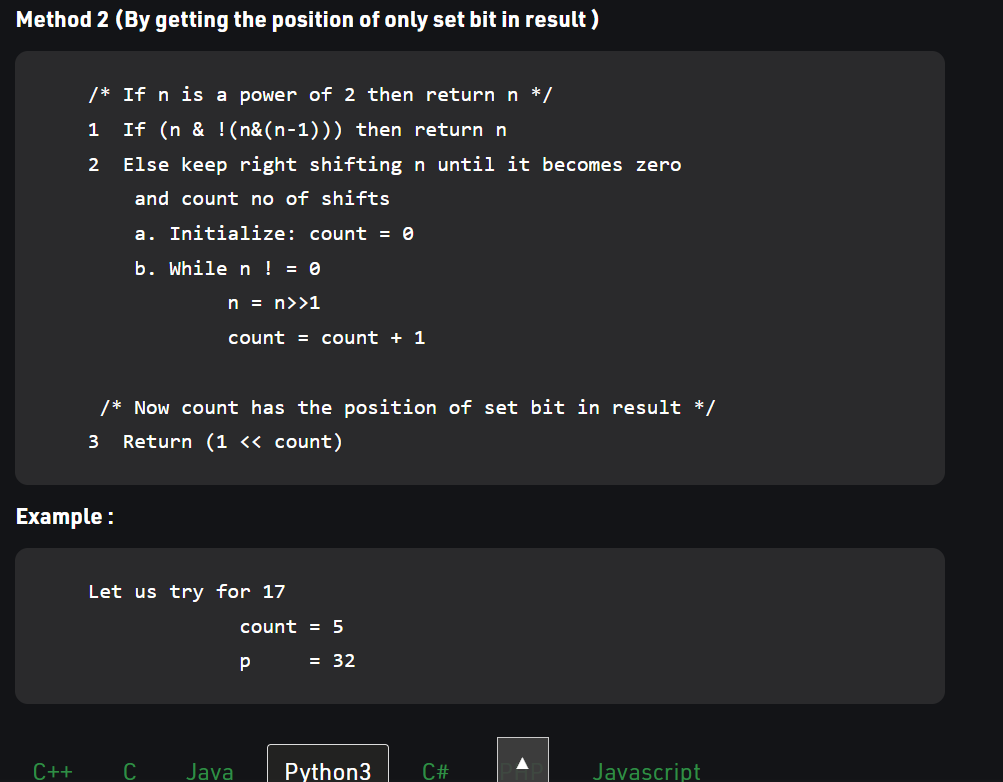 Method 2 (By getting the position of only set bit in result )
/* If n is a power of 2 then return n */
1  If (n & !(n&(n-1))) then return n
2  Else keep right shifting n until it becomes zero
and count no of shifts
a. Initialize: count = 0
b. While n ! = 0
n = n>>1
count = count + 1
/* Now count has the position of set bit in result */
3  Return (1 << count)
Example :
Let us try for 17
count = 5
p     = 32
C++ C Java Python3 C# PHP Javascript